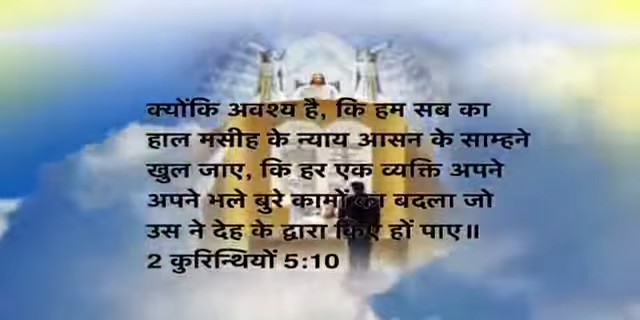 क्योंकि अवश्य है, कि हम सब का
हाल मसीह के न्याय आसन के साम्हने
खुल जाए, कि हर एक व्यक्ति अपने
अपने भले बुरे कामों का बदला जो
उस ने देह के द्वारा किए हों पाए॥
2 कुरिन्थियों 5:10